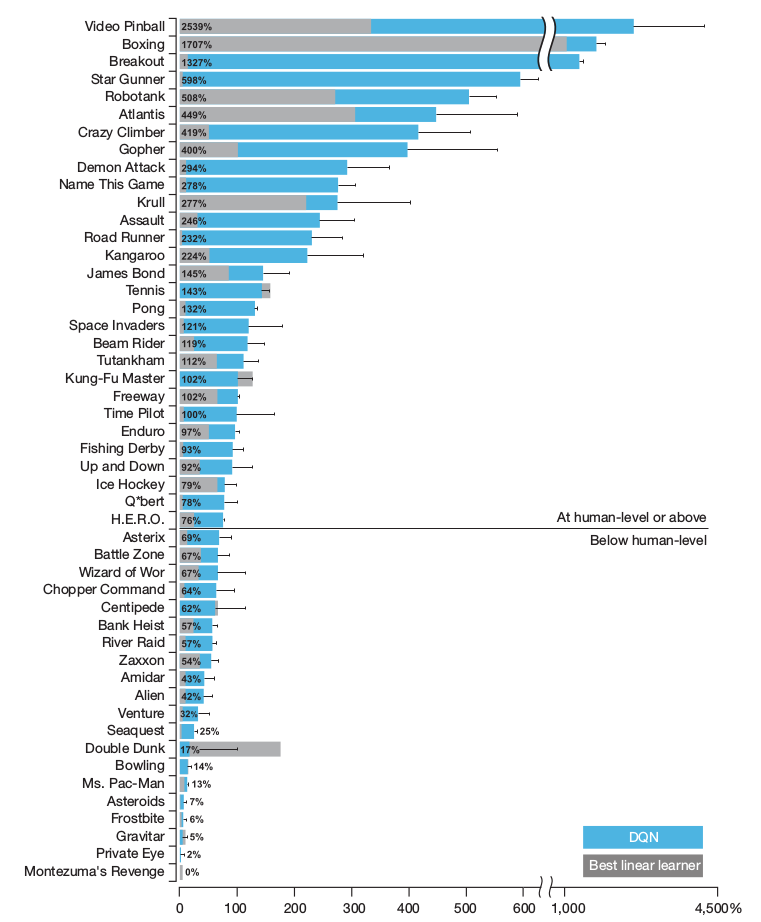 Video Pinball 2539%
Boxing 1707%
Breakout 1327%
Star Gunner 598%
Robotank 508%
Atlantis 449%
Crazy Climber 419%
Gopher 400%
Demon Attack 294%
Name This Game 278%
Krull 277%
Assault 246%
Road Runner 232%
Kangaroo 224%
James Bond 145%
Tennis 143%
Pong 132%
Space Invaders 121%
Beam Rider 119%
Tutankham 112%
Kung-Fu Master 102%
Freeway 102%
Time Pilot 100%
Enduro 97%
Fishing Derby 93%
Up and Down 92%
Ice Hockey 79%
Q*bert 78%
H.E.R.O. 76%
At human-level or above
Below human-level
Asterix 69%
Battle Zone 67%
Wizard of Wor 67%
Chopper Command 64%
Centipede 62%
Bank Heist 57%
River Raid 57%
Zaxxon 54%
Amidar 43%
Alien 42%
Venture 32%
Seaquest 25%
Double Dunk 17%
Bowling 14%
Ms. Pac-Man 13%
Asteroids 7%
Frostbite 6%
Gravitar 5%
Private Eye 2%
Montezuma's Revenge 0%
DQN
Best linear learner
0 100 200 300 400 500 600 1,000 4,500%